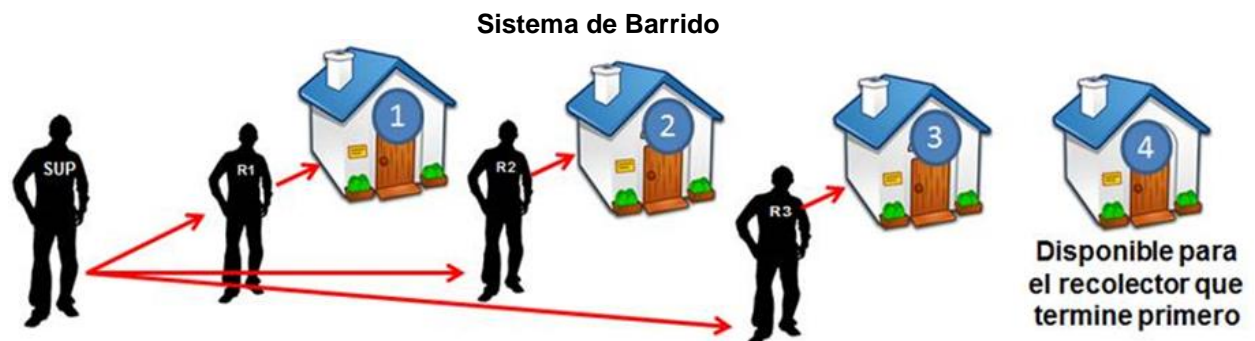 Sistema de Barrido
1
2
3
4
SUP
R1
R2
R3
Disponible para
el recolector que
termine primero